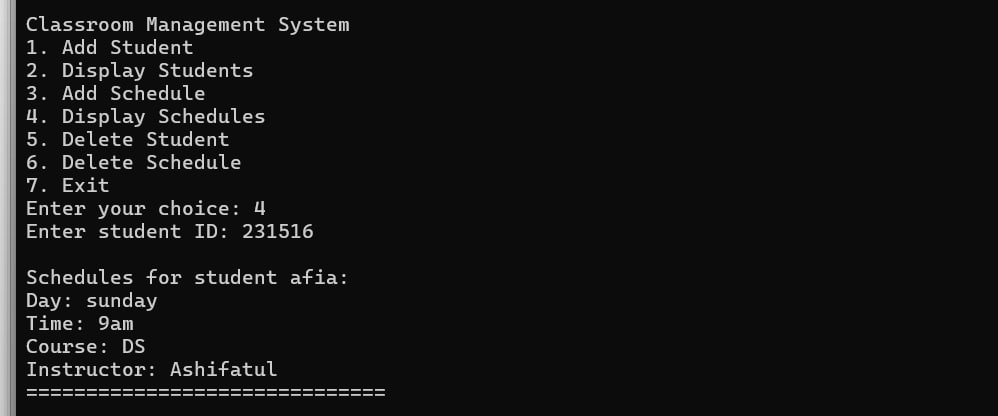 Classroom Management System
1. Add Student
2. Display Students
3. Add Schedule
4. Display Schedules
5. Delete Student
6. Delete Schedule
7. Exit
Enter your choice: 4
Enter student ID: 231516
Schedules for student afia:
Day: sunday
Time: 9am
Course: DS
Instructor: Ashifatul
==============================